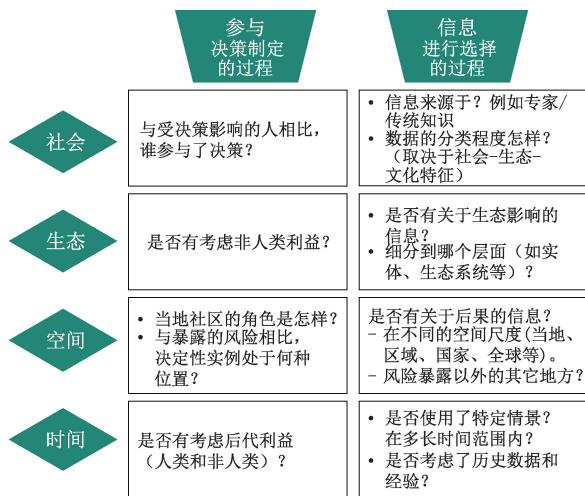 参与
决策制定
的过程
信息
进行选择
的过程
社会
与受决策影响的人相比，
谁参与了决策？
• 信息来源于？例如专家/
传统知识
• 数据的分类程度怎样？
（取决于社会-生态-
文化特征）
生态
是否有考虑非人类利益？
• 是否有关于生态影响的
信息？
• 细分到哪个层面（如实
体、生态系统等）？
空间
• 当地社区的角色是怎样？
• 与暴露的风险相比，
决定性实例处于何种
位置？
是否有关于后果的信息？
– 在不同的空间尺度(当地、
区域、国家、全球等)。
– 风险暴露以外的其它地方？
时间
是否有考虑后代利益
（人类和非人类）？
• 是否使用了特定情景？
在多长时间范围内？
• 是否考虑了历史数据和
经验？